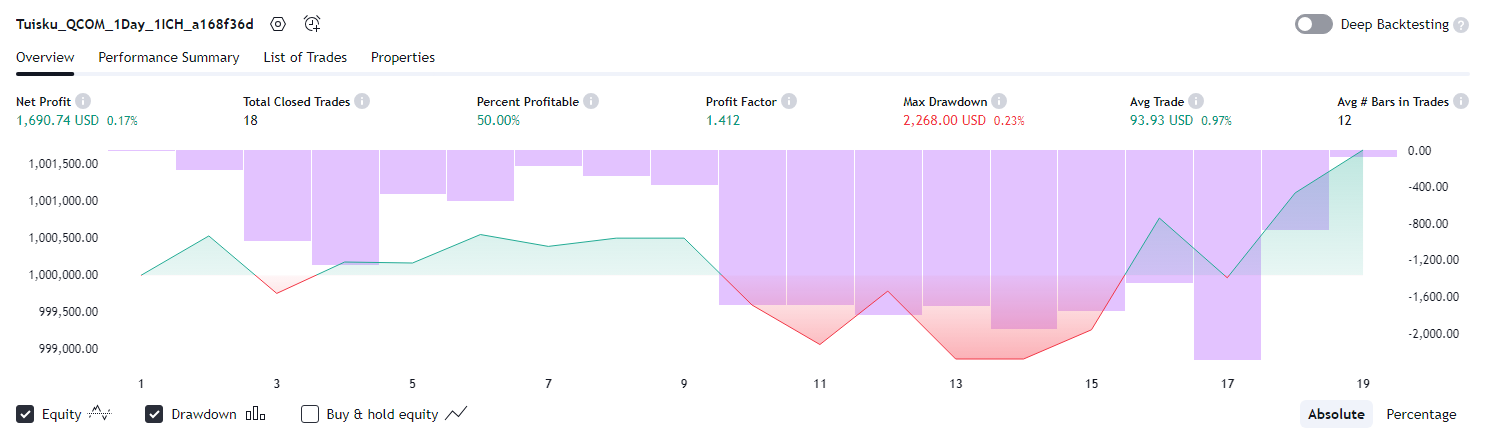 Tuisku_QCOM_1Day_1ICH_a168f36d Deep Backtesting ?
Overview Performance Summary List of Trades Properties
Net Profit Total Closed Trades Percent Profitable Profit Factor Max Drawdown Avg Trade Avg # Bars in Trades
1,690.74 USD 0.17% 18 50.00% 1.412 2,268.00 USD 0.23% 93.93 USD 0.97% 12
1,001,500.00 0.00
1,001,000.00 -400.00
1,000,500.00 -800.00
1,000,000.00 -1,200.00
999,500.00 -1,600.00
999,000.00 -2,000.00
1 3 5 7 9 11 13 15 17 19
Equity Drawdown Buy & hold equity Absolute Percentage